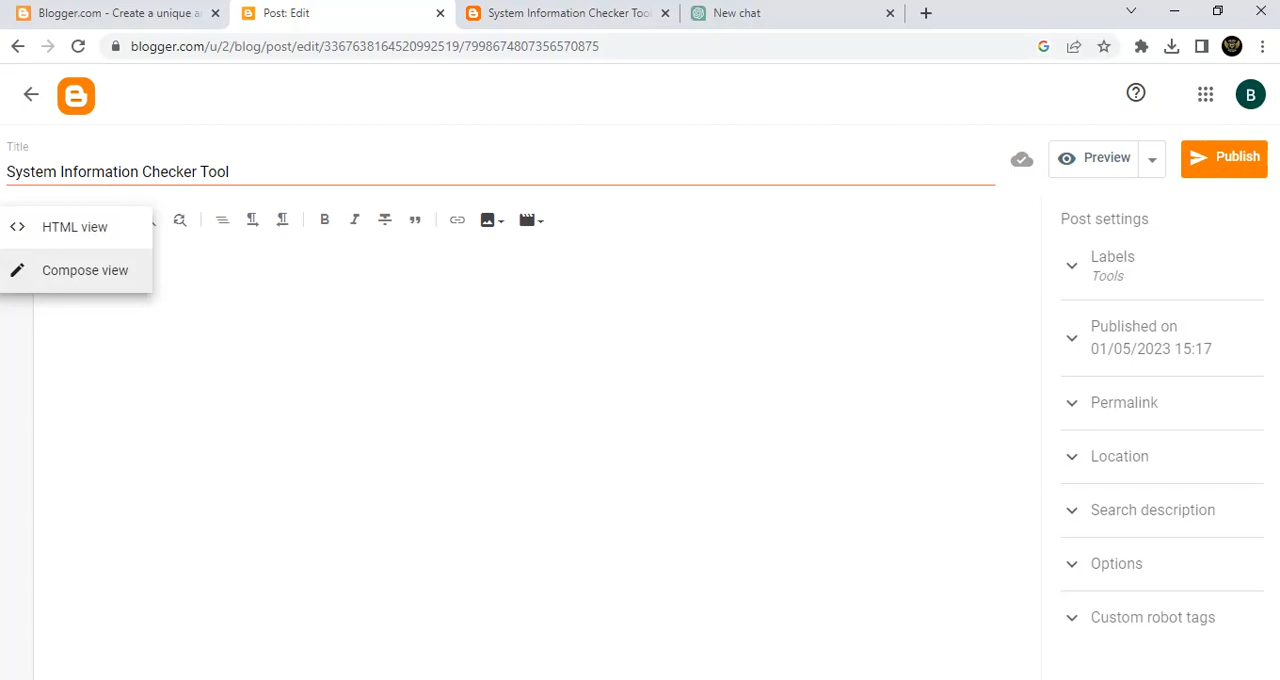 Blogger.com - Create a unique a
Post: Edit
System Information Checker Too
New chat
blogger.com/u/2/blog/post/edit/3367638164520992519/7998674807356570875
B
Title
System Information Checker Tool
Preview
Publish
HTML view
Compose view
B
I
Post settings
Labels
Tools
Published on
01/05/2023 15:17
Permalink
Location
Search description
Options
Custom robot tags